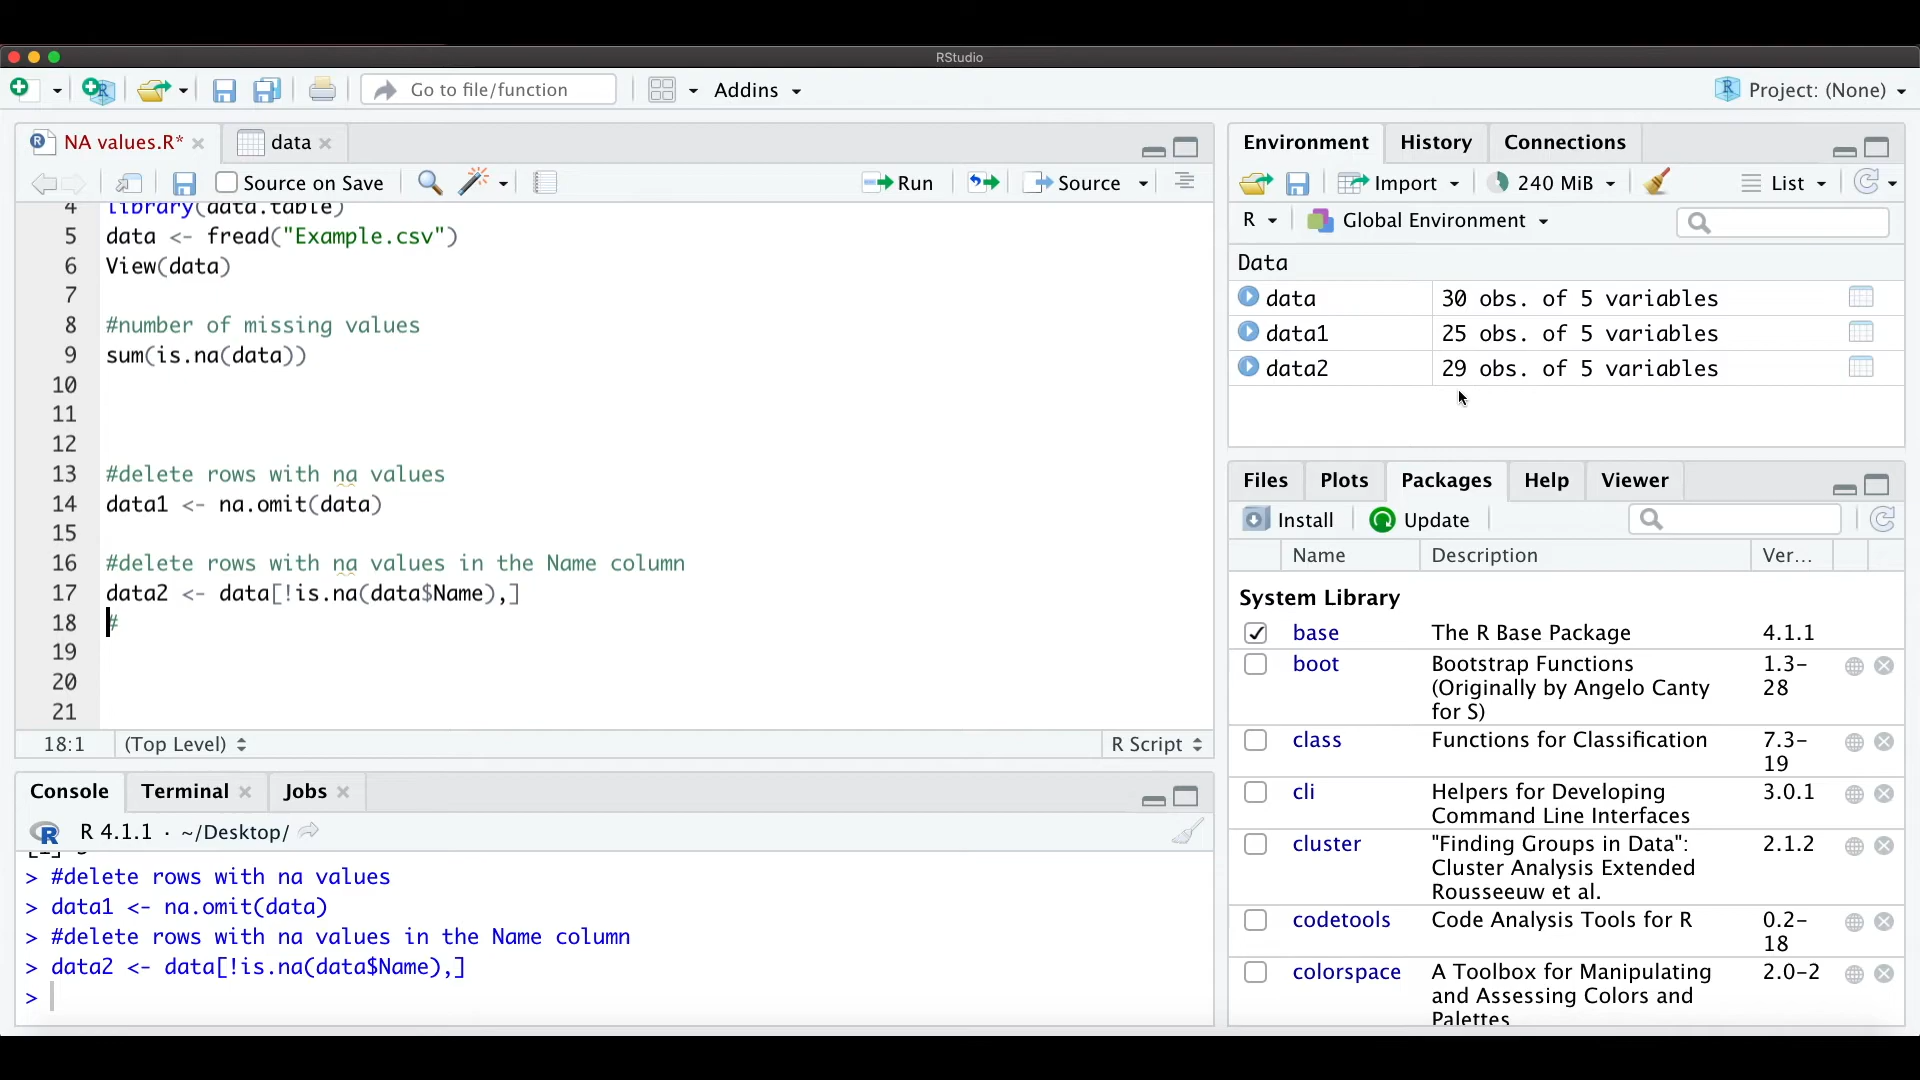 RStudio
Go to file/function
Addins
Project: (None)
NA values.R*
data
Source on Save
Run
Source
4 library(data.table)
5 data <- fread("Example.csv")
6 View(data)
7
8 #number of missing values
9 sum(is.na(data))
10
11
12
13 #delete rows with na values
14 data1 <- na.omit(data)
15
16 #delete rows with na values in the Name column
17 data2 <- data[!is.na(data$Name),]
18 #
19
20
21
18:1 (Top Level) R Script
Console Terminal Jobs
R 4.1.1 · ~/Desktop/
> #delete rows with na values
> data1 <- na.omit(data)
> #delete rows with na values in the Name column
> data2 <- data[!is.na(data$Name),]
>
Environment History Connections
Import 240 MiB List
R Global Environment
Data
data 30 obs. of 5 variables
data1 25 obs. of 5 variables
data2 29 obs. of 5 variables
Files Plots Packages Help Viewer
Install Update
Name Description Ver...
System Library
base The R Base Package 4.1.1
boot Bootstrap Functions 1.3-
(Originally by Angelo Canty 28
for S)
class Functions for Classification 7.3-
19
cli Helpers for Developing 3.0.1
Command Line Interfaces
cluster "Finding Groups in Data": 2.1.2
Cluster Analysis Extended
Rousseeuw et al.
codetools Code Analysis Tools for R 0.2-
18
colorspace A Toolbox for Manipulating 2.0-2
and Assessing Colors and
Palettes